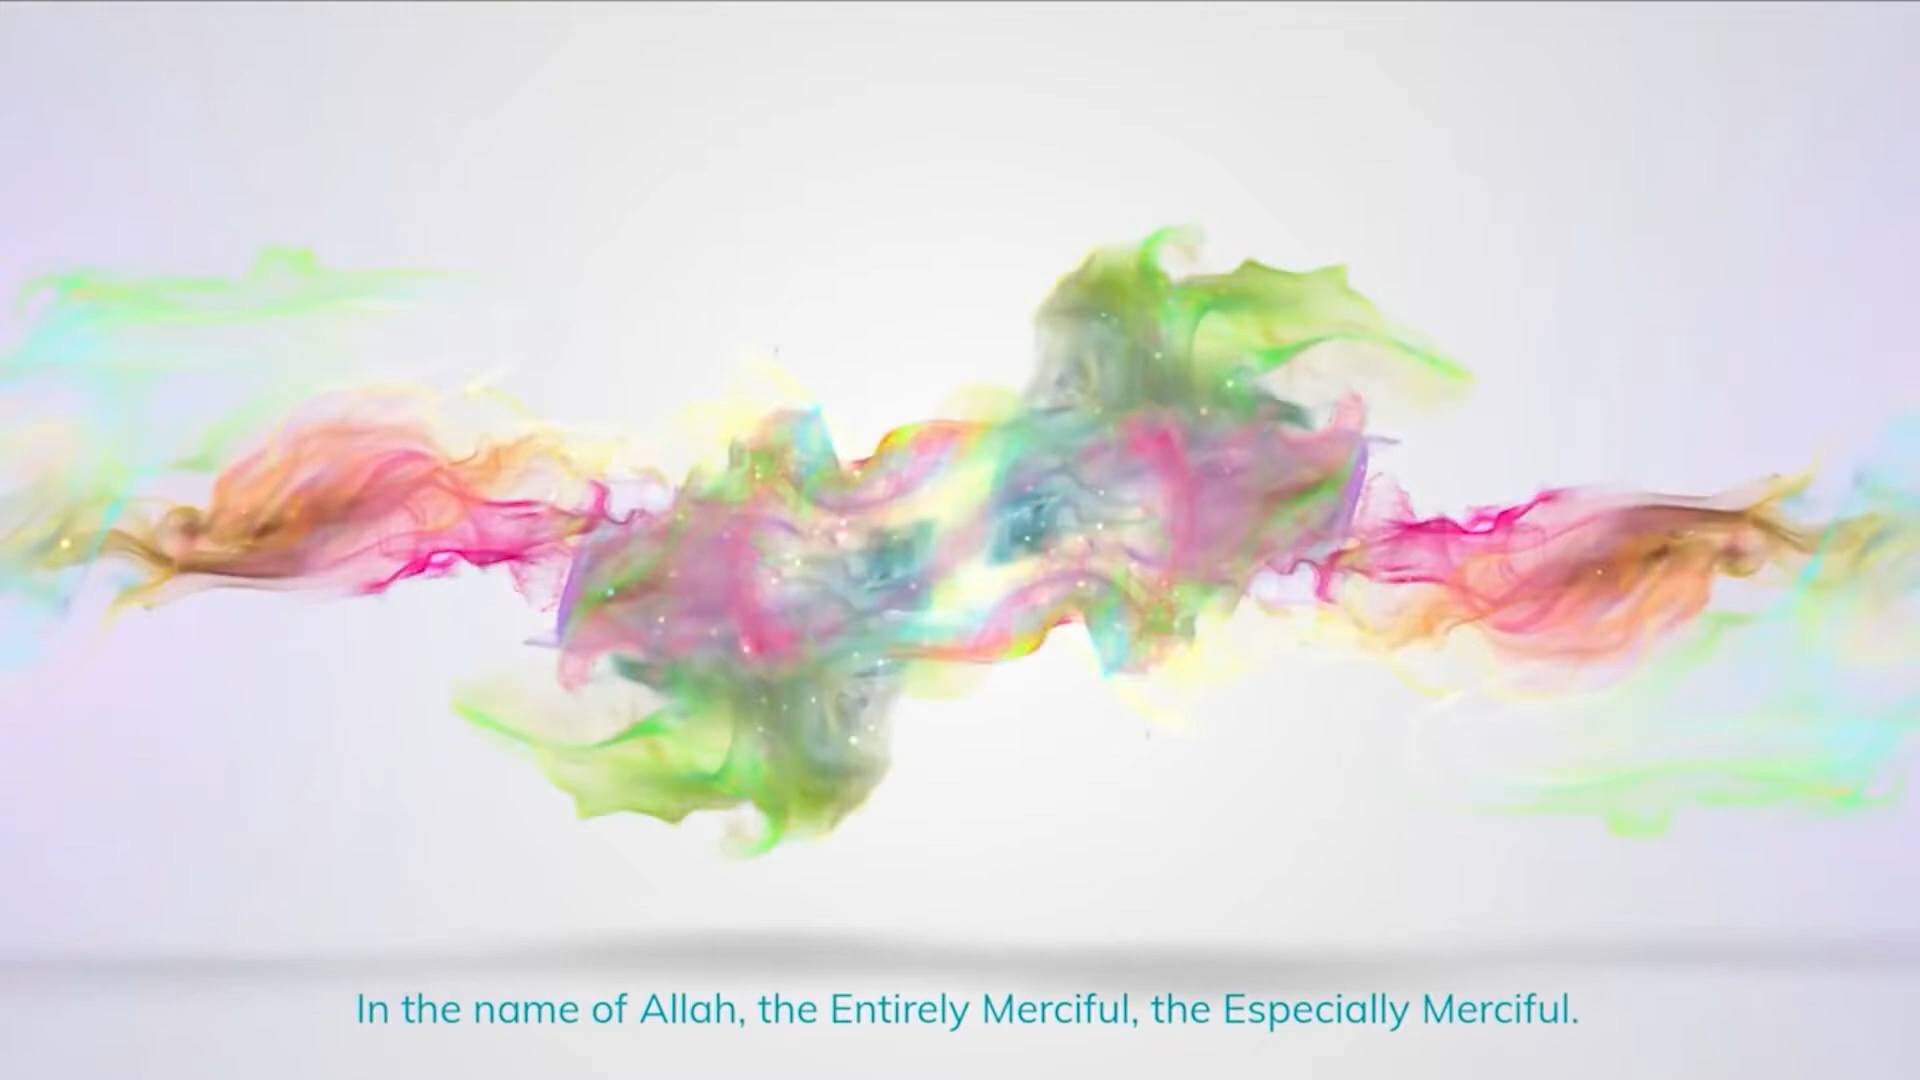 In the name of Allah, the Entirely Merciful, the Especially Merciful.